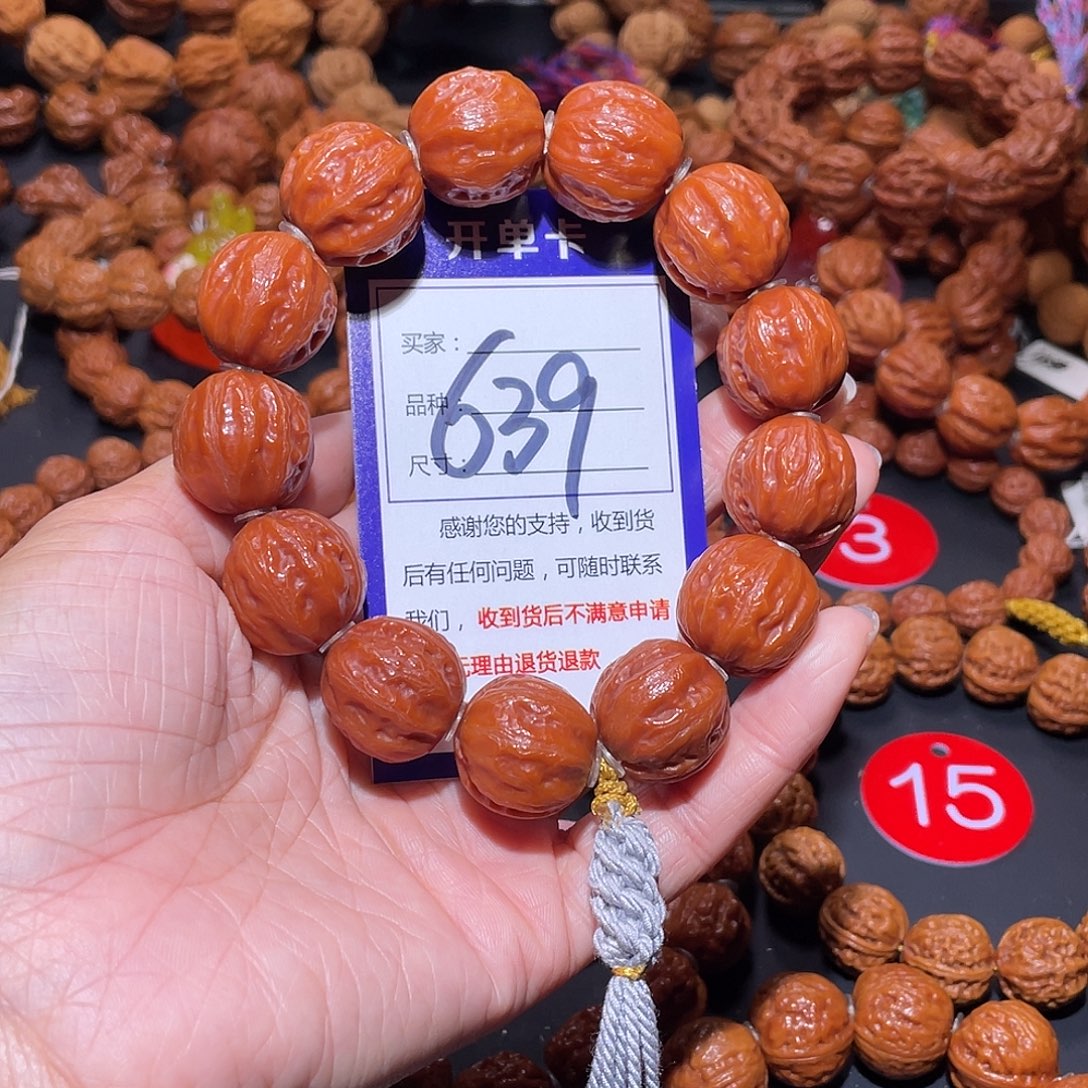 开单卡
买家：
品种：
尺寸：
639
感谢您的支持，收到货
后有任何问题，可随时联系
我们，收到货后不满意申请
理由退货退款
3
15